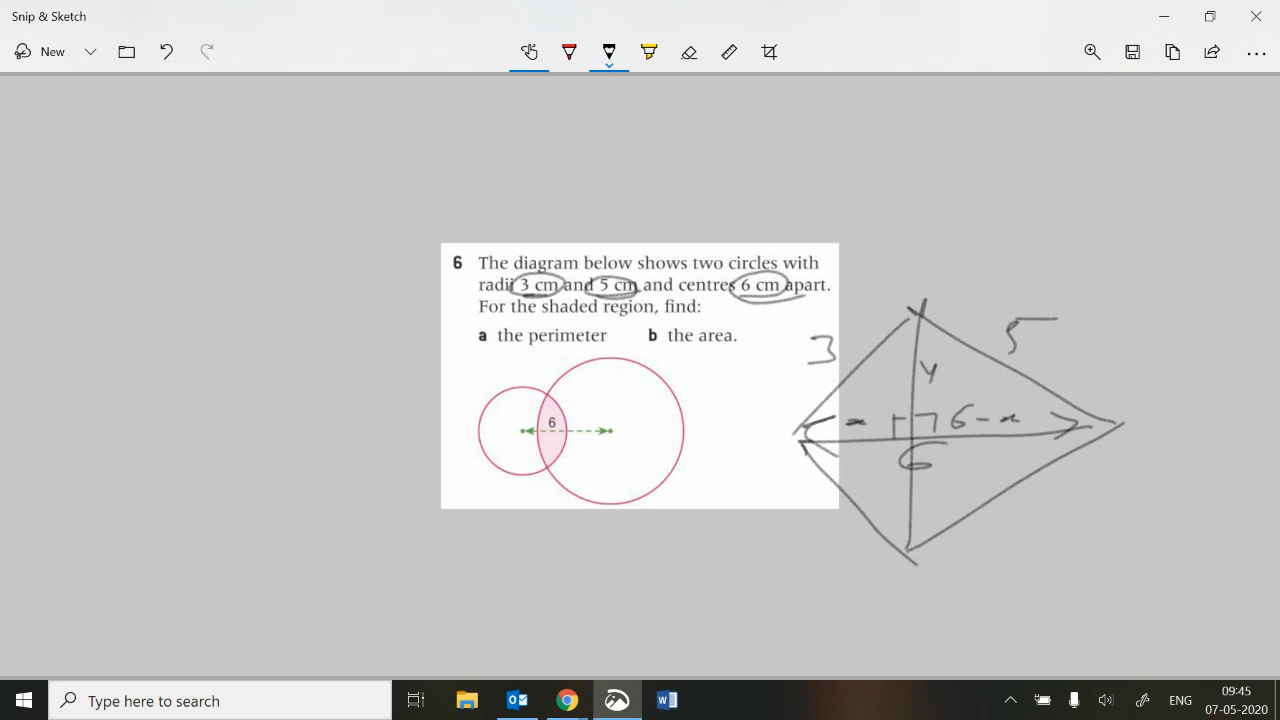 Snip & Sketch
New
6 The diagram below shows two circles with
radii 3 cm and 5 cm and centres 6 cm apart.
For the shaded region, find:
a the perimeter b the area.
6
3
5
y
x
6-x
6
Type here to search
ENG
09:45
07-05-2020